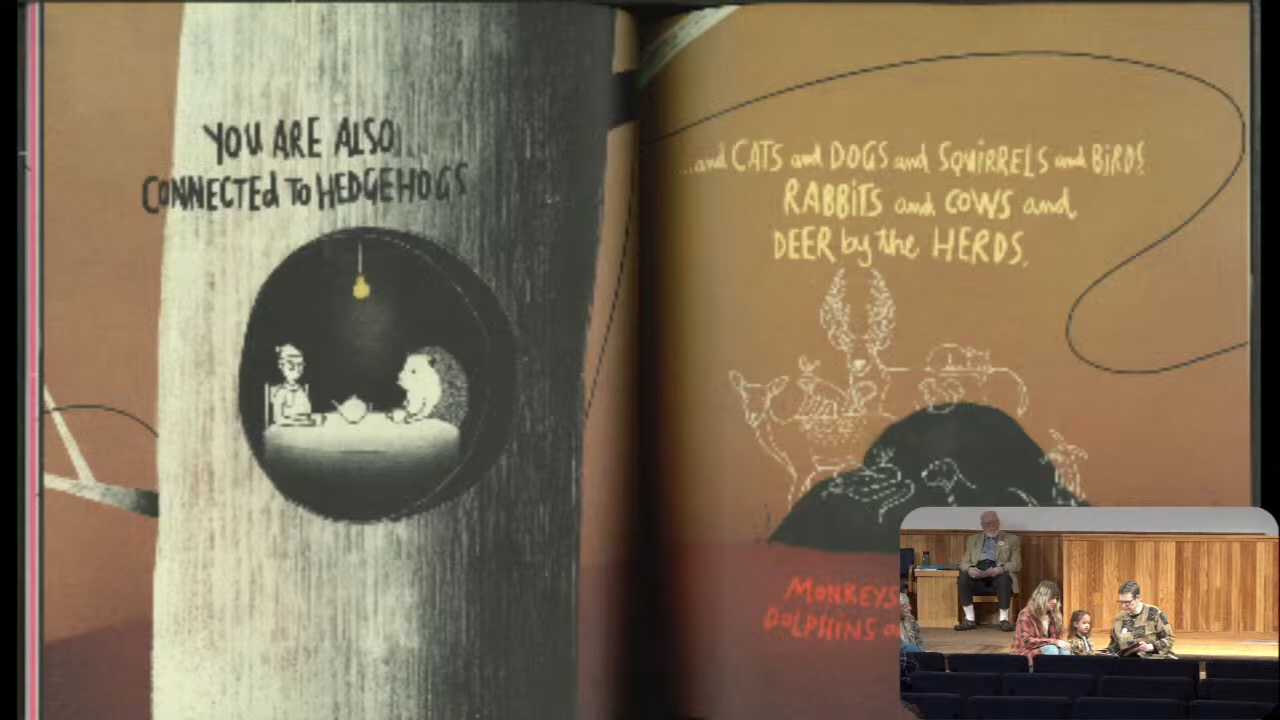 YOU ARE ALSO
CONNECTEd To HEDGEHOGS
...and CATS and DOGS and SQUiRRELS and BiRDS
RABBiTS and COWS and
DEER by the HERDS.
MONKEYS
DOLPHiNS